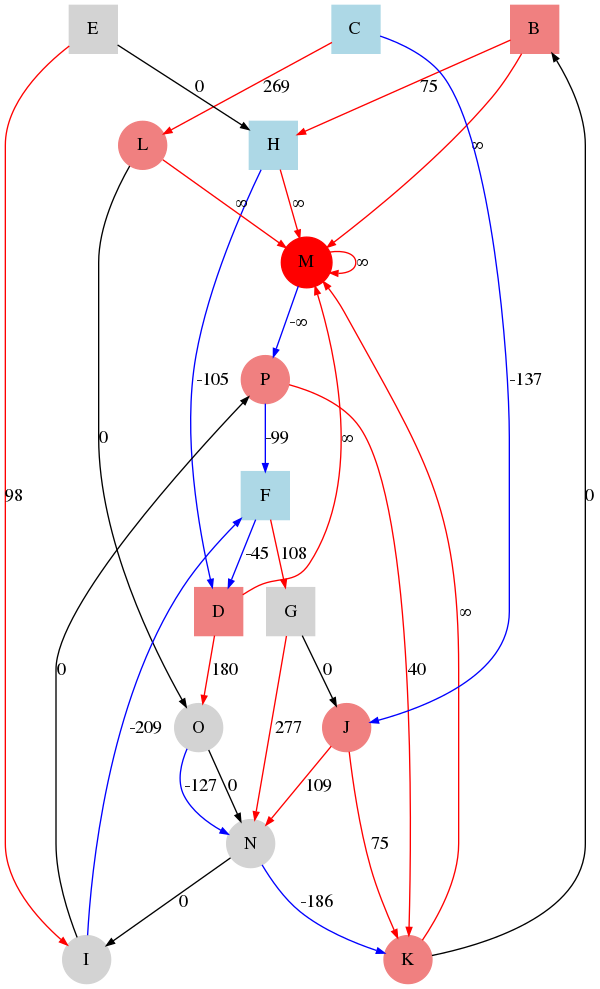 E C B
0 269 75
L H ∞
∞ ∞
M ∞
-∞
P -105 -137
0 -99 ∞ 0
98 F
-45 108
D G ∞
0 180 0 40
-209 O 277 J
-127 0 109
N 75
0 -186
I K